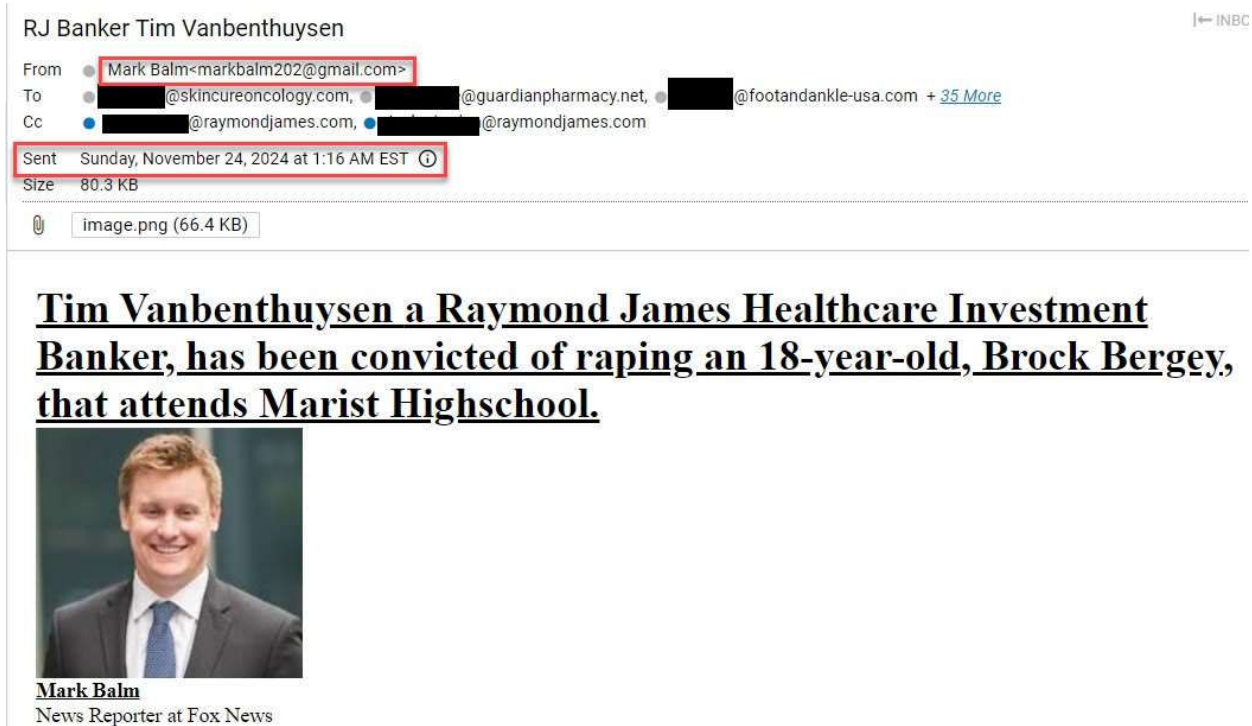 RJ Banker Tim Vanbenthuysen
INBO
From Mark Balm<markbalm202@gmail.com>
To @skincureoncology.com, @guardianpharmacy.net, @footandankle-usa.com + 35 More
Cc @raymondjames.com, @raymondjames.com
Sent Sunday, November 24, 2024 at 1:16 AM EST
Size 80.3 KB
image.png (66.4 KB)
Tim Vanbenthuysen a Raymond James Healthcare Investment
Banker, has been convicted of raping an 18-year-old, Brock Bergey,
that attends Marist Highschool.
Mark Balm
News Reporter at Fox News